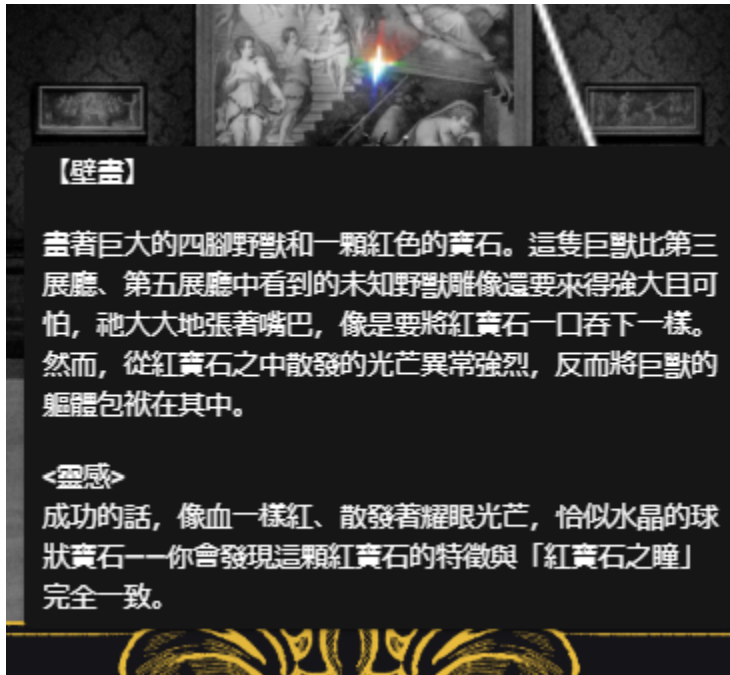 【壁畫】
畫著巨大的四腳野獸和一顆紅色的寶石。這隻巨獸比第三
展廳、第五展廳中看到的未知野獸雕像還要來得強大且可
怕，祂大大地張著嘴巴，像是要將紅寶石一口吞下一樣。
然而，從紅寶石之中散發的光芒異常強烈，反而將巨獸的
軀體包袱在其中。
<靈感>
成功的話，像血一樣紅、散發著耀眼光芒，恰似水晶的球
狀寶石——你會發現這顆紅寶石的特徵與「紅寶石之瞳」
完全一致。